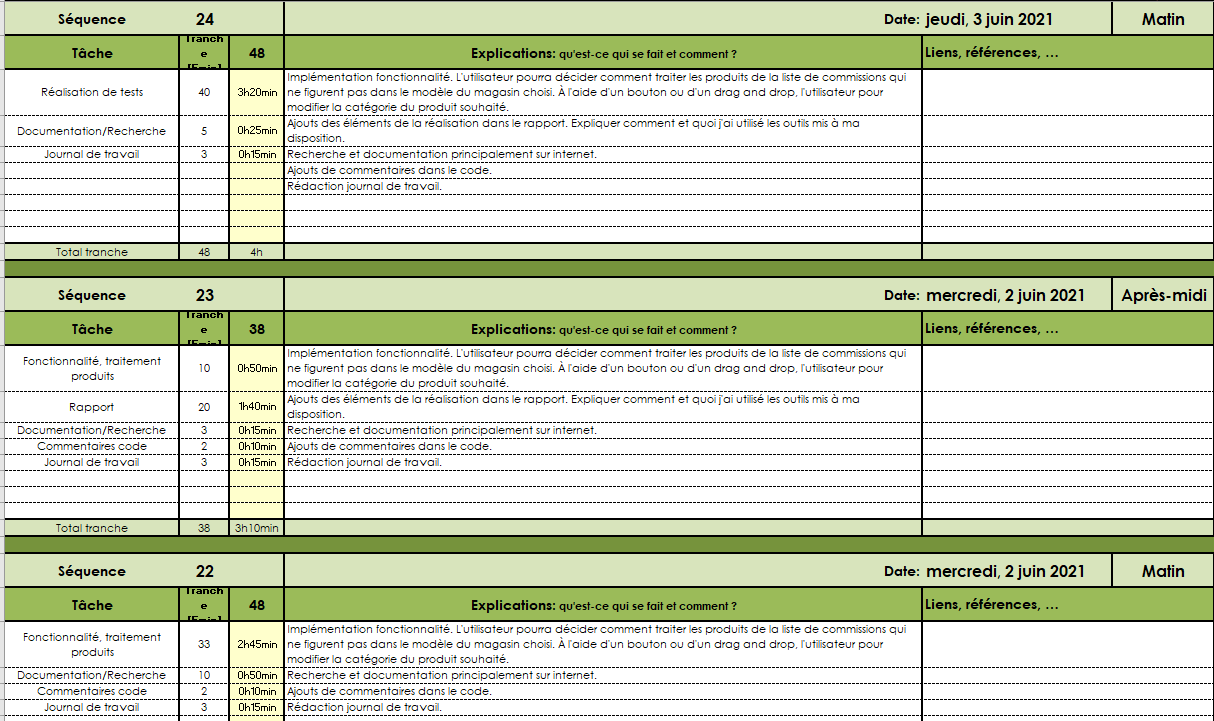 Séquence 24 Date: jeudi, 3 juin 2021 Matin
Tâche Tranche [5min] 48 Explications: qu'est-ce qui se fait et comment ? Liens, références, …
Réalisation de tests 40 3h20min Implémentation fonctionnalité. L'utilisateur pourra décider comment traiter les produits de la liste de commissions qui
ne figurent pas dans le modèle du magasin choisi. À l'aide d'un bouton ou d'un drag and drop, l'utilisateur pour
modifier la catégorie du produit souhaité.
Documentation/Recherche 5 0h25min Ajouts des éléments de la réalisation dans le rapport. Expliquer comment et quoi j'ai utilisé les outils mis à ma
disposition.
Journal de travail 3 0h15min Recherche et documentation principalement sur internet.
Ajouts de commentaires dans le code.
Rédaction journal de travail.
Total tranche 48 4h
Séquence 23 Date: mercredi, 2 juin 2021 Après-midi
Tâche Tranche [5min] 38 Explications: qu'est-ce qui se fait et comment ? Liens, références, …
Fonctionnalité, traitement
produits 10 0h50min Implémentation fonctionnalité. L'utilisateur pourra décider comment traiter les produits de la liste de commissions qui
ne figurent pas dans le modèle du magasin choisi. À l'aide d'un bouton ou d'un drag and drop, l'utilisateur pour
modifier la catégorie du produit souhaité.
Rapport 20 1h40min Ajouts des éléments de la réalisation dans le rapport. Expliquer comment et quoi j'ai utilisé les outils mis à ma
disposition.
Documentation/Recherche 3 0h15min Recherche et documentation principalement sur internet.
Commentaires code 2 0h10min Ajouts de commentaires dans le code.
Journal de travail 3 0h15min Rédaction journal de travail.
Total tranche 38 3h10min
Séquence 22 Date: mercredi, 2 juin 2021 Matin
Tâche Tranche [5min] 48 Explications: qu'est-ce qui se fait et comment ? Liens, références, …
Fonctionnalité, traitement
produits 33 2h45min Implémentation fonctionnalité. L'utilisateur pourra décider comment traiter les produits de la liste de commissions qui
ne figurent pas dans le modèle du magasin choisi. À l'aide d'un bouton ou d'un drag and drop, l'utilisateur pour
modifier la catégorie du produit souhaité.
Documentation/Recherche 10 0h50min Recherche et documentation principalement sur internet.
Commentaires code 2 0h10min Ajouts de commentaires dans le code.
Journal de travail 3 0h15min Rédaction journal de travail.